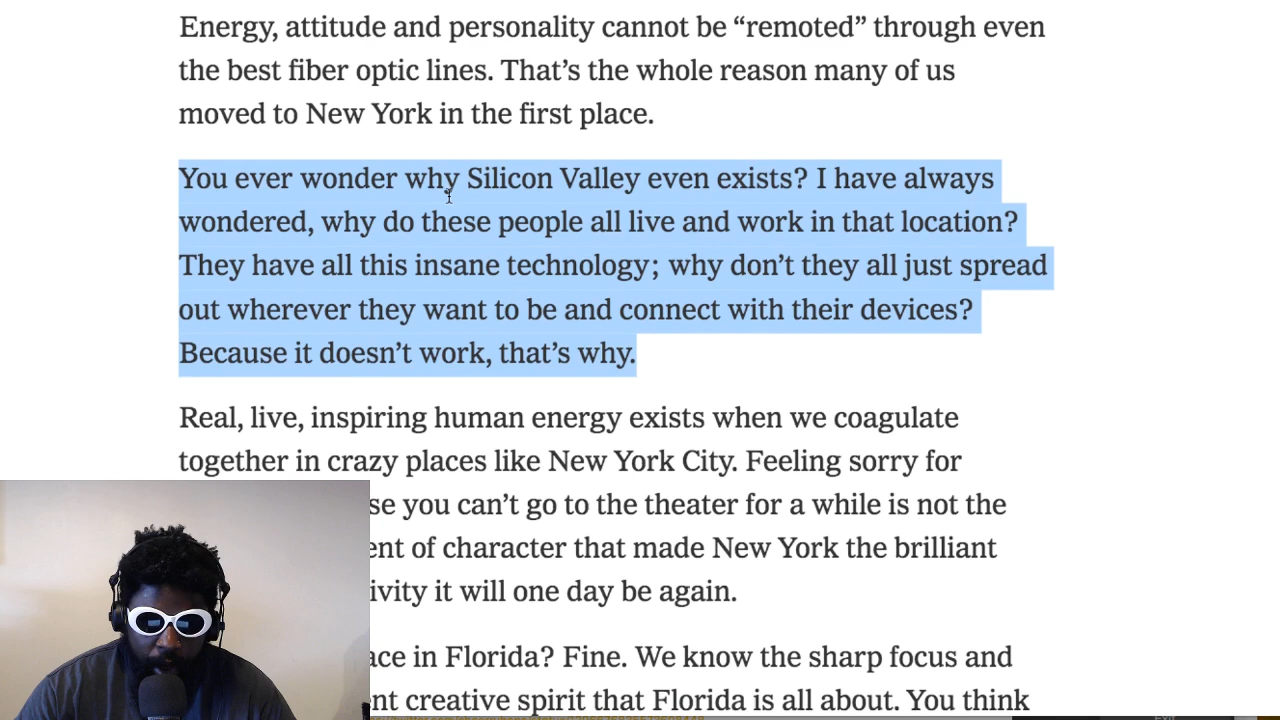 Energy, attitude and personality cannot be “remoted” through even
the best fiber optic lines. That’s the whole reason many of us
moved to New York in the first place.
You ever wonder why Silicon Valley even exists? I have always
wondered, why do these people all live and work in that location?
They have all this insane technology; why don’t they all just spread
out wherever they want to be and connect with their devices?
Because it doesn’t work, that’s why.
Real, live, inspiring human energy exists when we coagulate
together in crazy places like New York City. Feeling sorry for
se you can’t go to the theater for a while is not the
ent of character that made New York the brilliant
ivity it will one day be again.
ace in Florida? Fine. We know the sharp focus and
nt creative spirit that Florida is all about. You think